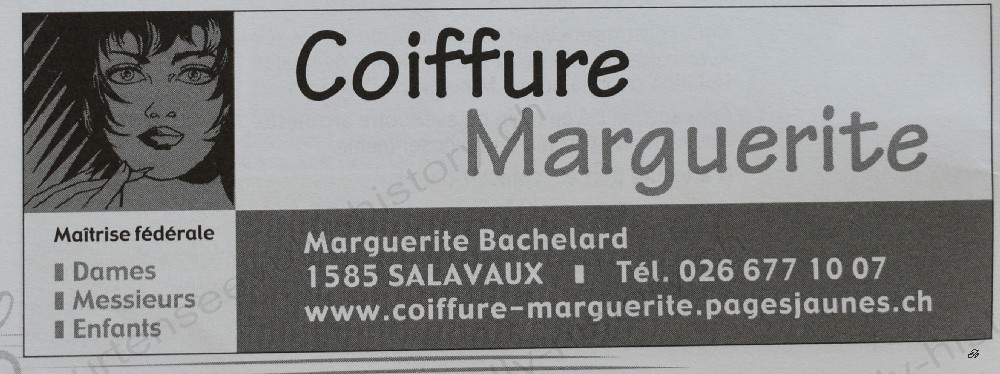 Coiffure
Marguerite
Maîtrise fédérale
Dames
Messieurs
Enfants
Marguerite Bachelard
1585 SALAVAUX Tél. 026 677 10 07
www.coiffure-marguerite.pagesjaunes.ch